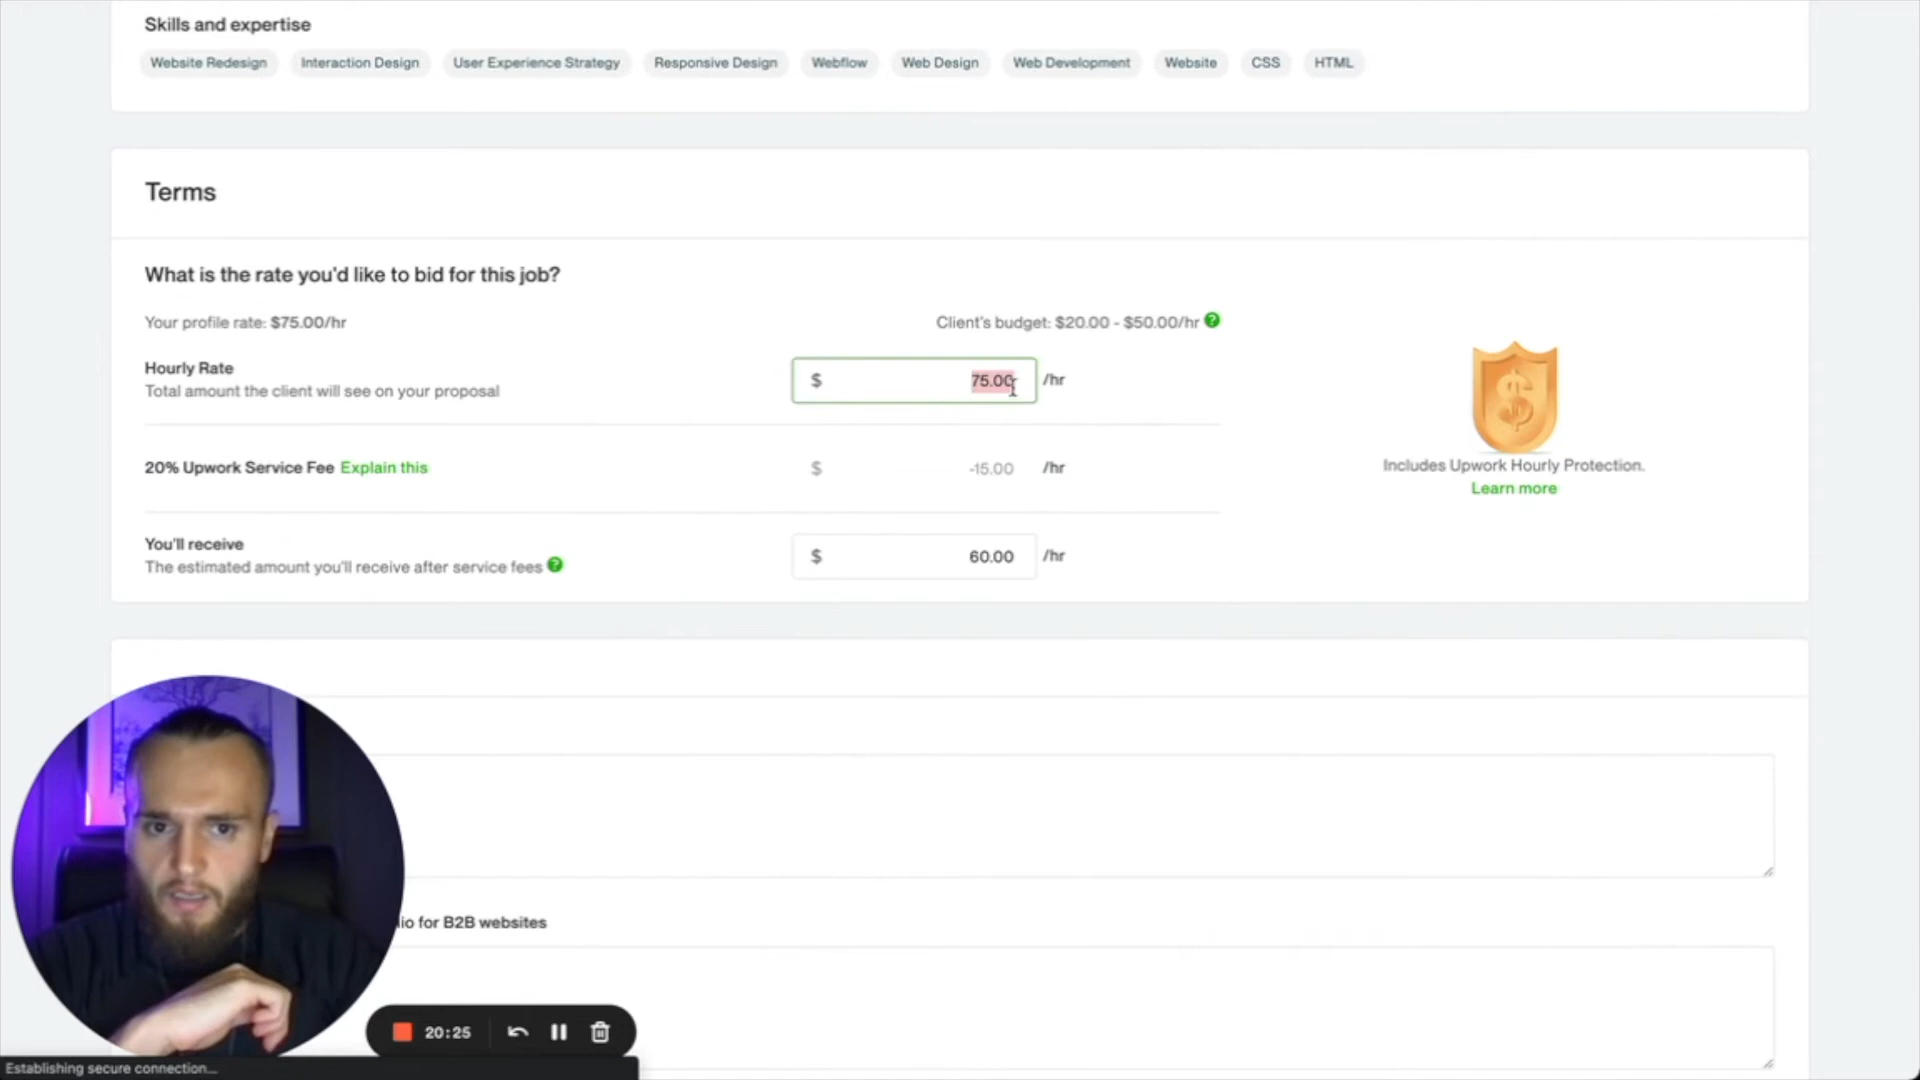 Skills and expertise
Website Redesign Interaction Design User Experience Strategy Responsive Design Webflow Web Design Web Development Website CSS HTML
Terms
What is the rate you'd like to bid for this job?
Your profile rate: $75.00/hr Client's budget: $20.00 - $50.00/hr ?
Hourly Rate
Total amount the client will see on your proposal
$ 75.00 /hr
20% Upwork Service Fee Explain this $ -15.00 /hr
Includes Upwork Hourly Protection.
Learn more
You'll receive
The estimated amount you'll receive after service fees ?
$ 60.00 /hr
for B2B websites
20:25
Establishing secure connection...